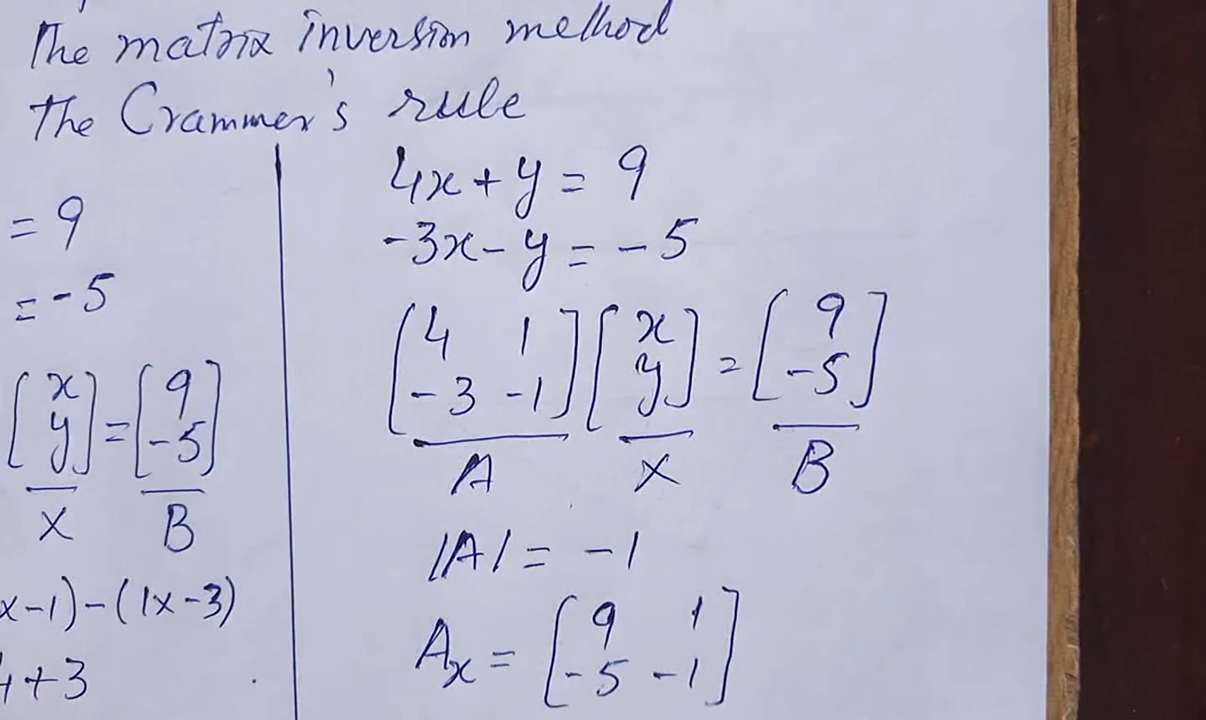 The matrix inversion method
The Crammer's rule
= 9
= -5
[x y] = [9 -5]
X B
x-1)-(1x-3)
4+3
4x+y = 9
-3x-y = -5
[4 1
-3 -1] [x
y] = [9
-5]
A X B
|A| = -1
Ax = [9 1
-5 -1]